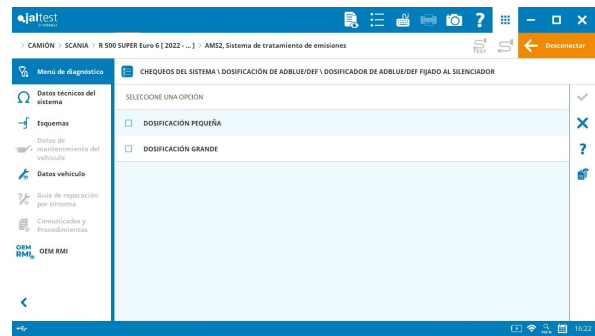 jaltest
> CAMIÓN > SCANIA > R 500 SUPER Euro 6 [ 2022 - ... ] > AMS2, Sistema de tratamiento de emisiones
TEST
Desconectar
Menú de diagnóstico
CHEQUEOS DEL SISTEMA \ DOSIFICACIÓN DE ADBLUE/DEF \ DOSIFICADOR DE ADBLUE/DEF FIJADO AL SILENCIADOR
Datos técnicos del
sistema
SELECCIONE UNA OPCIÓN
Esquemas
DOSIFICACIÓN PEQUEÑA
Datos de
mantenimiento del
vehículo
DOSIFICACIÓN GRANDE
Datos vehículo
Guía de reparación
por síntoma
Comunicados y
Procedimientos
OEM
RMI
OEM RMI
100%
16:22